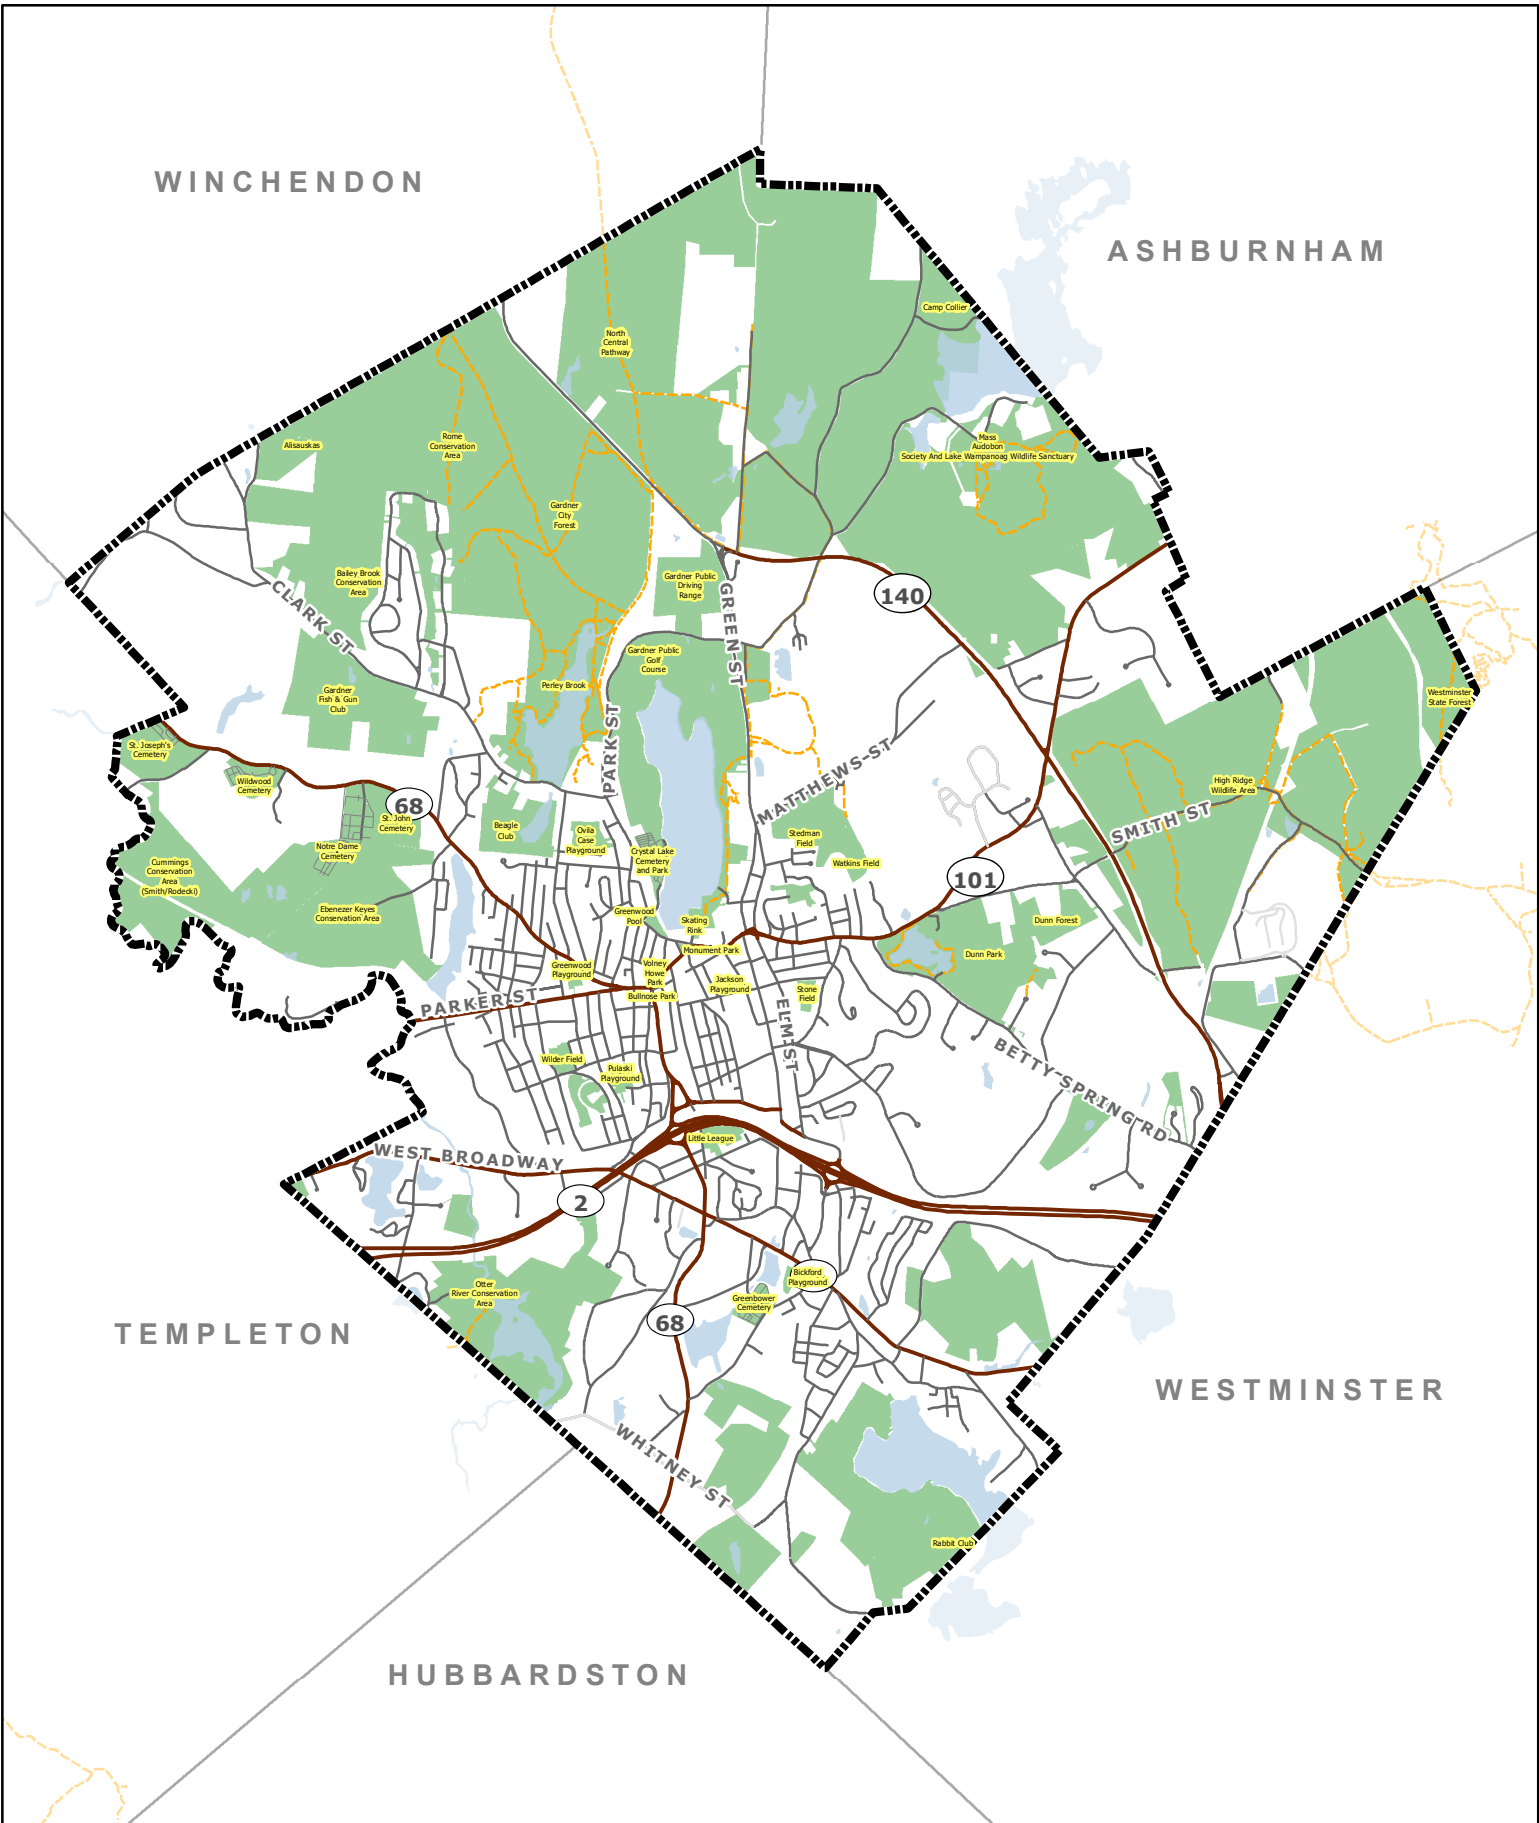 WINCHENDON
ASHBURNHAM
Camp Collier
North
Central
Pathway
Alisauskas
Rome
Conservation
Area
Mass
Audobon
Society And Lake Wampanoag Wildlife Sanctuary
Gardner
City
Forest
Bailey Brook
Conservation
Area
Gardner Public
Driving
Range
140
CLARK ST
GREEN ST
Gardner Public
Golf
Course
Perley Brook
Gardner
Fish & Gun
Club
Westminster
State Forest
PARK ST
St. Joseph's
Cemetery
Wildwood
Cemetery
MATTHEWS ST
High Ridge
Wildlife Area
68
St. John
Cemetery
SMITH ST
Beagle
Club
Ovila
Case
Playground
Stedman
Field
Notre Dame
Cemetery
Crystal Lake
Cemetery
and Park
Watkins Field
Cummings
Conservation
Area
(Smith/Rodecki)
101
Ebenezer Keyes
Conservation Area
Greenwood
Pool
Skating
Rink
Dunn Forest
Monument Park
Dunn Park
Greenwood
Playground
Volney
Howe
Park
Jackson
Playground
Stone
Field
Bullnose Park
PARKER ST
ELM ST
Wilder Field
Pulaski
Playground
BETTY SPRING RD
Little League
WEST BROADWAY
2
Bickford
Playground
Otter
River Conservation
Area
Greenbower
Cemetery
68
TEMPLETON
WESTMINSTER
WHITNEY ST
Rabbit Club
HUBBARDSTON